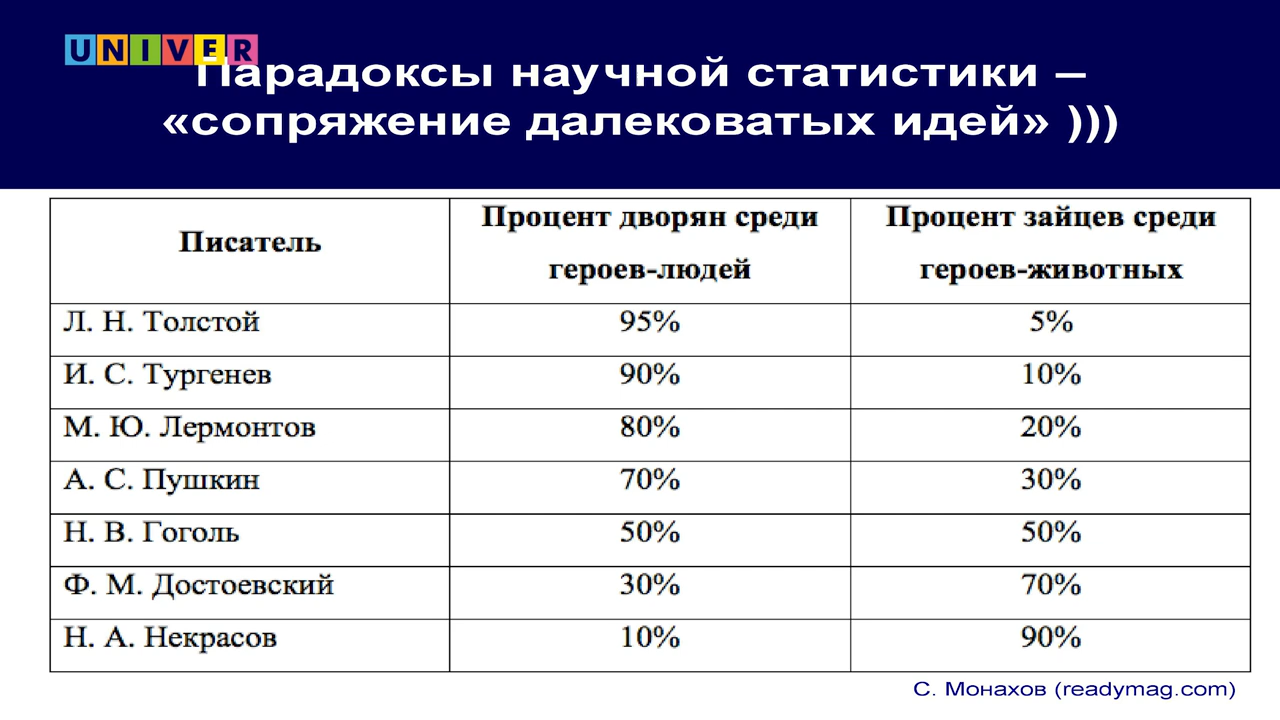 UNIVER
Парадоксы научной статистики –
«сопряжение далековатых идей» )))
Писатель
Процент дворян среди
героев-людей
Процент зайцев среди
героев-животных
Л. Н. Толстой 95% 5%
И. С. Тургенев 90% 10%
М. Ю. Лермонтов 80% 20%
А. С. Пушкин 70% 30%
Н. В. Гоголь 50% 50%
Ф. М. Достоевский 30% 70%
Н. А. Некрасов 10% 90%
С. Монахов (readymag.com)